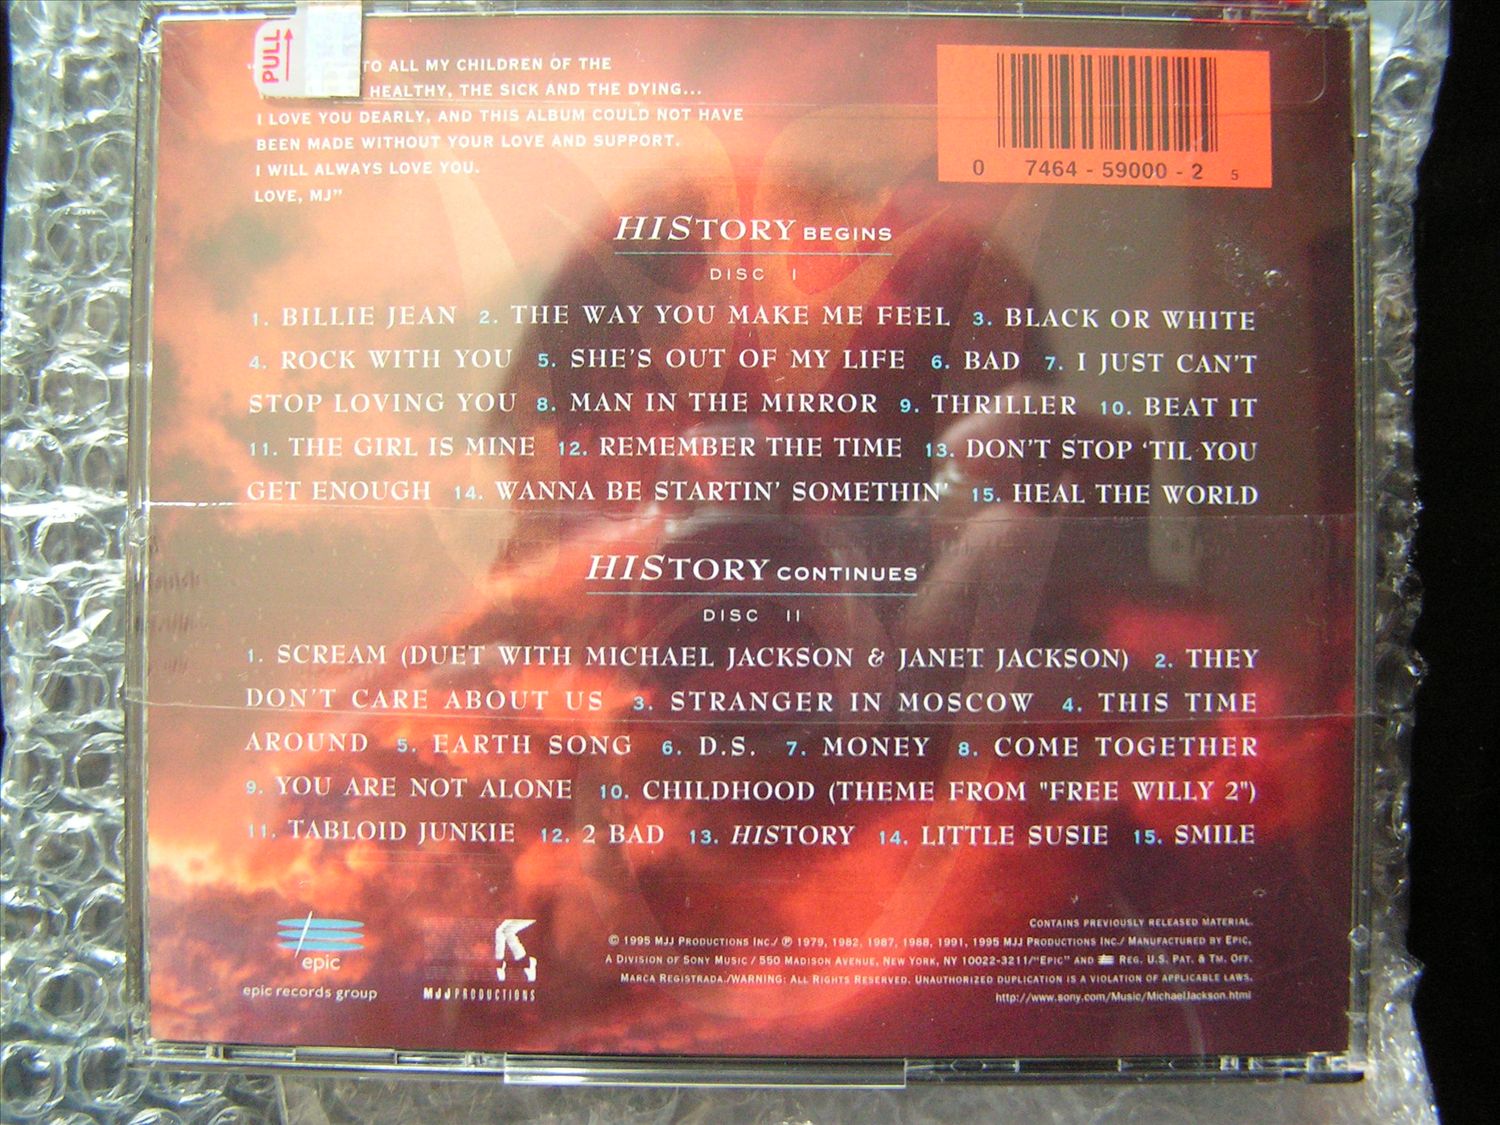 PULL
TO ALL MY CHILDREN OF THE
HEALTHY, THE SICK AND THE DYING...
I LOVE YOU DEARLY, AND THIS ALBUM COULD NOT HAVE
BEEN MADE WITHOUT YOUR LOVE AND SUPPORT.
I WILL ALWAYS LOVE YOU.
LOVE, MJ"
0 7464 - 59000 - 2 5
HISTORY BEGINS
DISC I
1. BILLIE JEAN 2. THE WAY YOU MAKE ME FEEL 3. BLACK OR WHITE
4. ROCK WITH YOU 5. SHE'S OUT OF MY LIFE 6. BAD 7. I JUST CAN'T
STOP LOVING YOU 8. MAN IN THE MIRROR 9. THRILLER 10. BEAT IT
11. THE GIRL IS MINE 12. REMEMBER THE TIME 13. DON'T STOP 'TIL YOU
GET ENOUGH 14. WANNA BE STARTIN' SOMETHIN' 15. HEAL THE WORLD
HISTORY CONTINUES
DISC II
1. SCREAM (DUET WITH MICHAEL JACKSON & JANET JACKSON) 2. THEY
DON'T CARE ABOUT US 3. STRANGER IN MOSCOW 4. THIS TIME
AROUND 5. EARTH SONG 6. D.S. 7. MONEY 8. COME TOGETHER
9. YOU ARE NOT ALONE 10. CHILDHOOD (THEME FROM "FREE WILLY 2")
11. TABLOID JUNKIE 12. 2 BAD 13. HISTORY 14. LITTLE SUSIE 15. SMILE
epic
epic records group
MJJ PRODUCTIONS
CONTAINS PREVIOUSLY RELEASED MATERIAL.
© 1995 MJJ PRODUCTIONS INC./ ℗ 1979, 1982, 1987, 1988, 1991, 1995 MJJ PRODUCTIONS INC./ MANUFACTURED BY EPIC,
A DIVISION OF SONY MUSIC / 550 MADISON AVENUE, NEW YORK, NY 10022-3211/"EPIC" AND REG. U.S. PAT. & TM. OFF.
MARCA REGISTRADA./WARNING: ALL RIGHTS RESERVED. UNAUTHORIZED DUPLICATION IS A VIOLATION OF APPLICABLE LAWS.
http://www.sony.com/Music/MichaelJackson.html